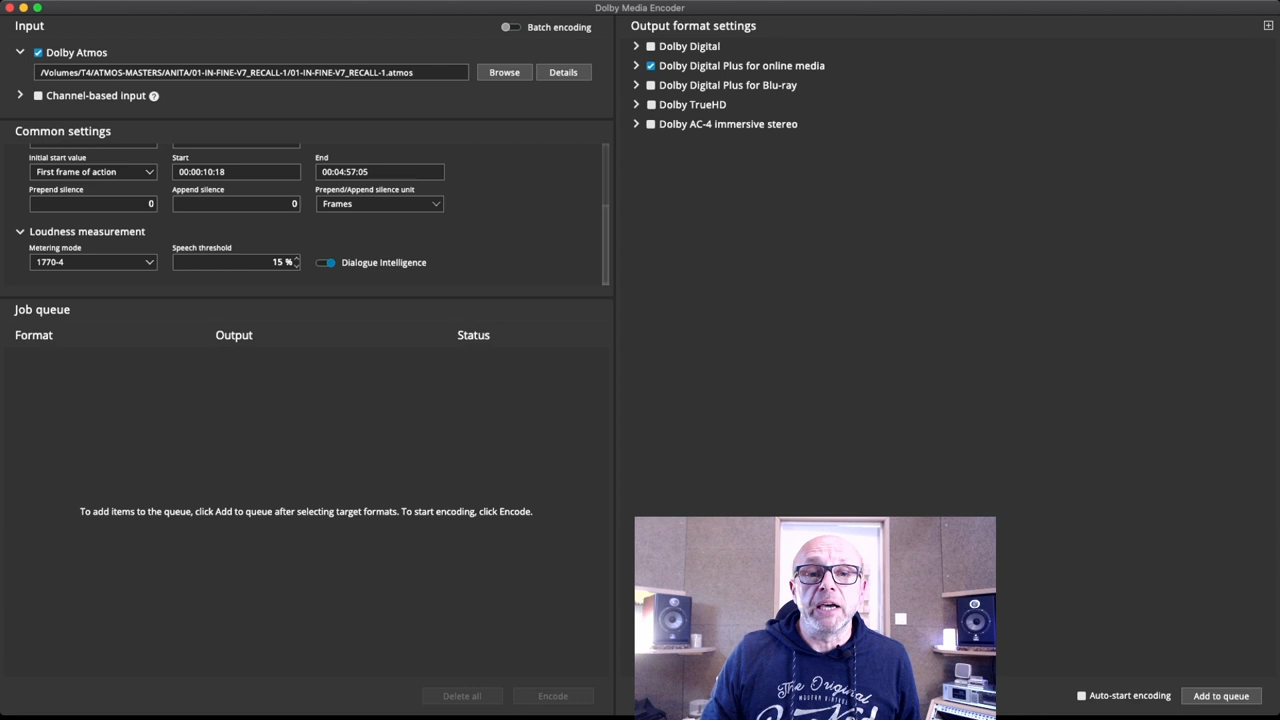 Dolby Media Encoder
Input
Batch encoding
Dolby Atmos
/Volumes/T4/ATMOS-MASTERS/ANITA/01-IN-FINE-V7_RECALL-1/01-IN-FINE-V7_RECALL-1.atmos
Browse
Details
Channel-based input ?
Common settings
Initial start value
Start
End
First frame of action
00:00:10:18
00:04:57:05
Prepend silence
Append silence
Prepend/Append silence unit
0
0
Frames
Loudness measurement
Metering mode
Speech threshold
1770-4
15 %
Dialogue Intelligence
Job queue
Format
Output
Status
To add items to the queue, click Add to queue after selecting target formats. To start encoding, click Encode.
Delete all
Encode
Output format settings
Dolby Digital
Dolby Digital Plus for online media
Dolby Digital Plus for Blu-ray
Dolby TrueHD
Dolby AC-4 immersive stereo
The Original
Auto-start encoding
Add to queue